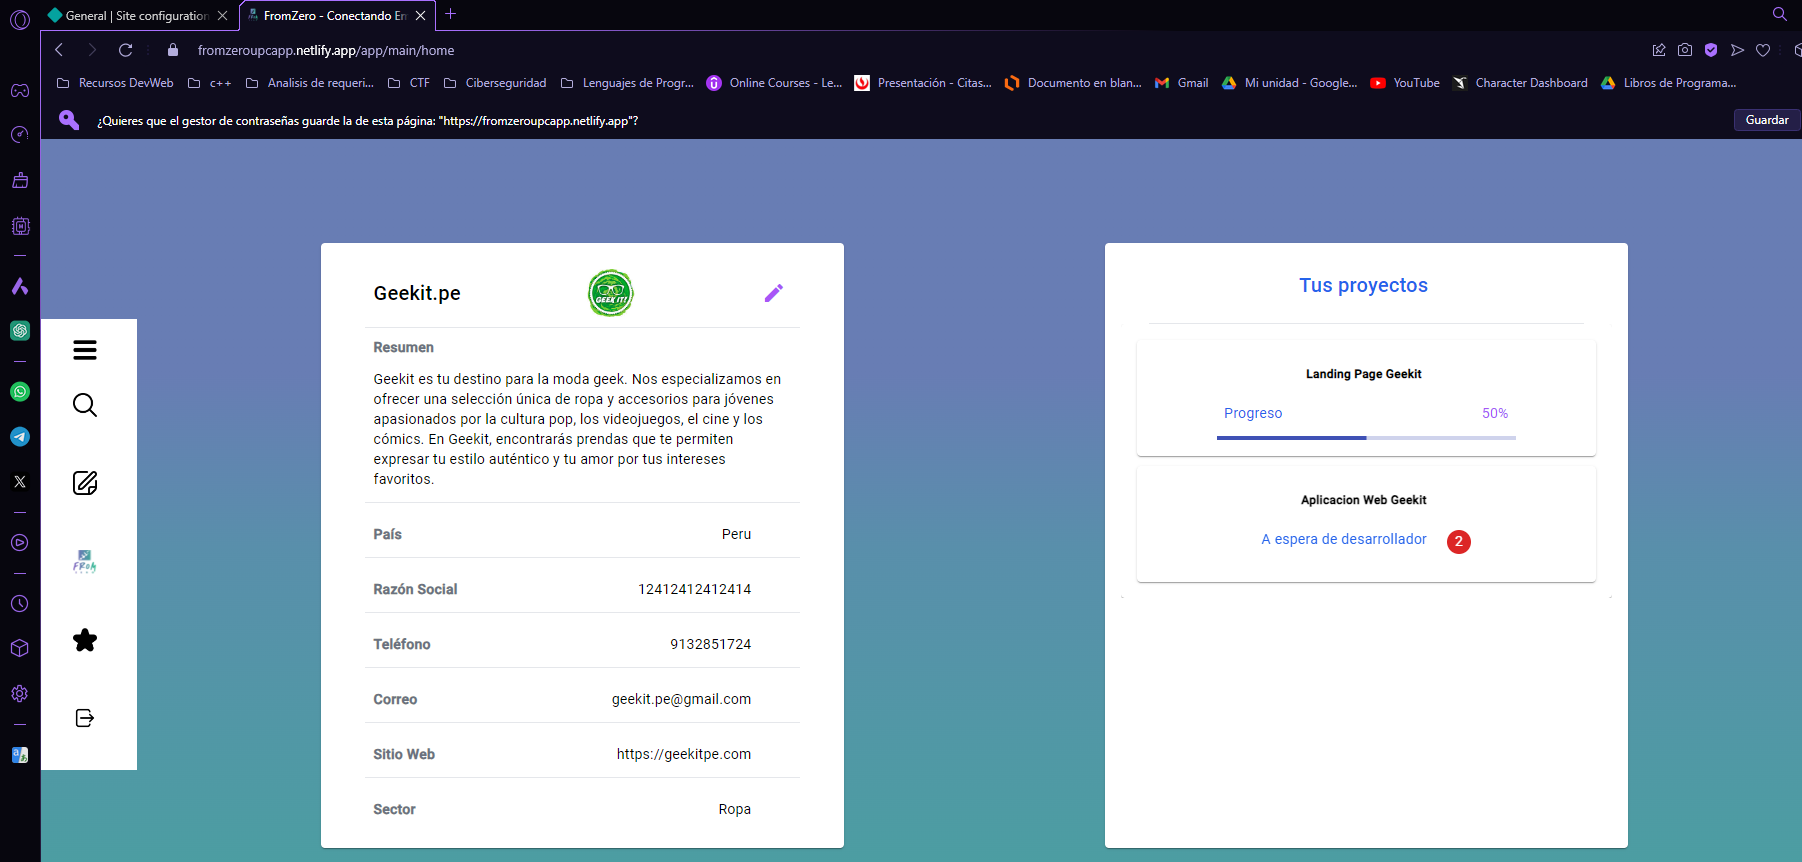 General | Site configuration
FromZero - Conectando Em
fromzeroupcapp.netlify.app/app/main/home
Recursos DevWeb
c++
Analisis de requeri...
CTF
Ciberseguridad
Lenguajes de Progr...
Online Courses - Le...
Presentación - Citas...
Documento en blan...
Gmail
Mi unidad - Google...
YouTube
Character Dashboard
Libros de Programa...
¿Quieres que el gestor de contraseñas guarde la de esta página: "https://fromzeroupcapp.netlify.app"?
Guardar
Geekit.pe
GEEK IT!
Resumen
Geekit es tu destino para la moda geek. Nos especializamos en
ofrecer una selección única de ropa y accesorios para jóvenes
apasionados por la cultura pop, los videojuegos, el cine y los
cómics. En Geekit, encontrarás prendas que te permiten
expresar tu estilo auténtico y tu amor por tus intereses
favoritos.
País Peru
Razón Social 12412412412414
Teléfono 9132851724
Correo geekit.pe@gmail.com
Sitio Web https://geekitpe.com
Sector Ropa
Tus proyectos
Landing Page Geekit
Progreso 50%
Aplicacion Web Geekit
A espera de desarrollador 2